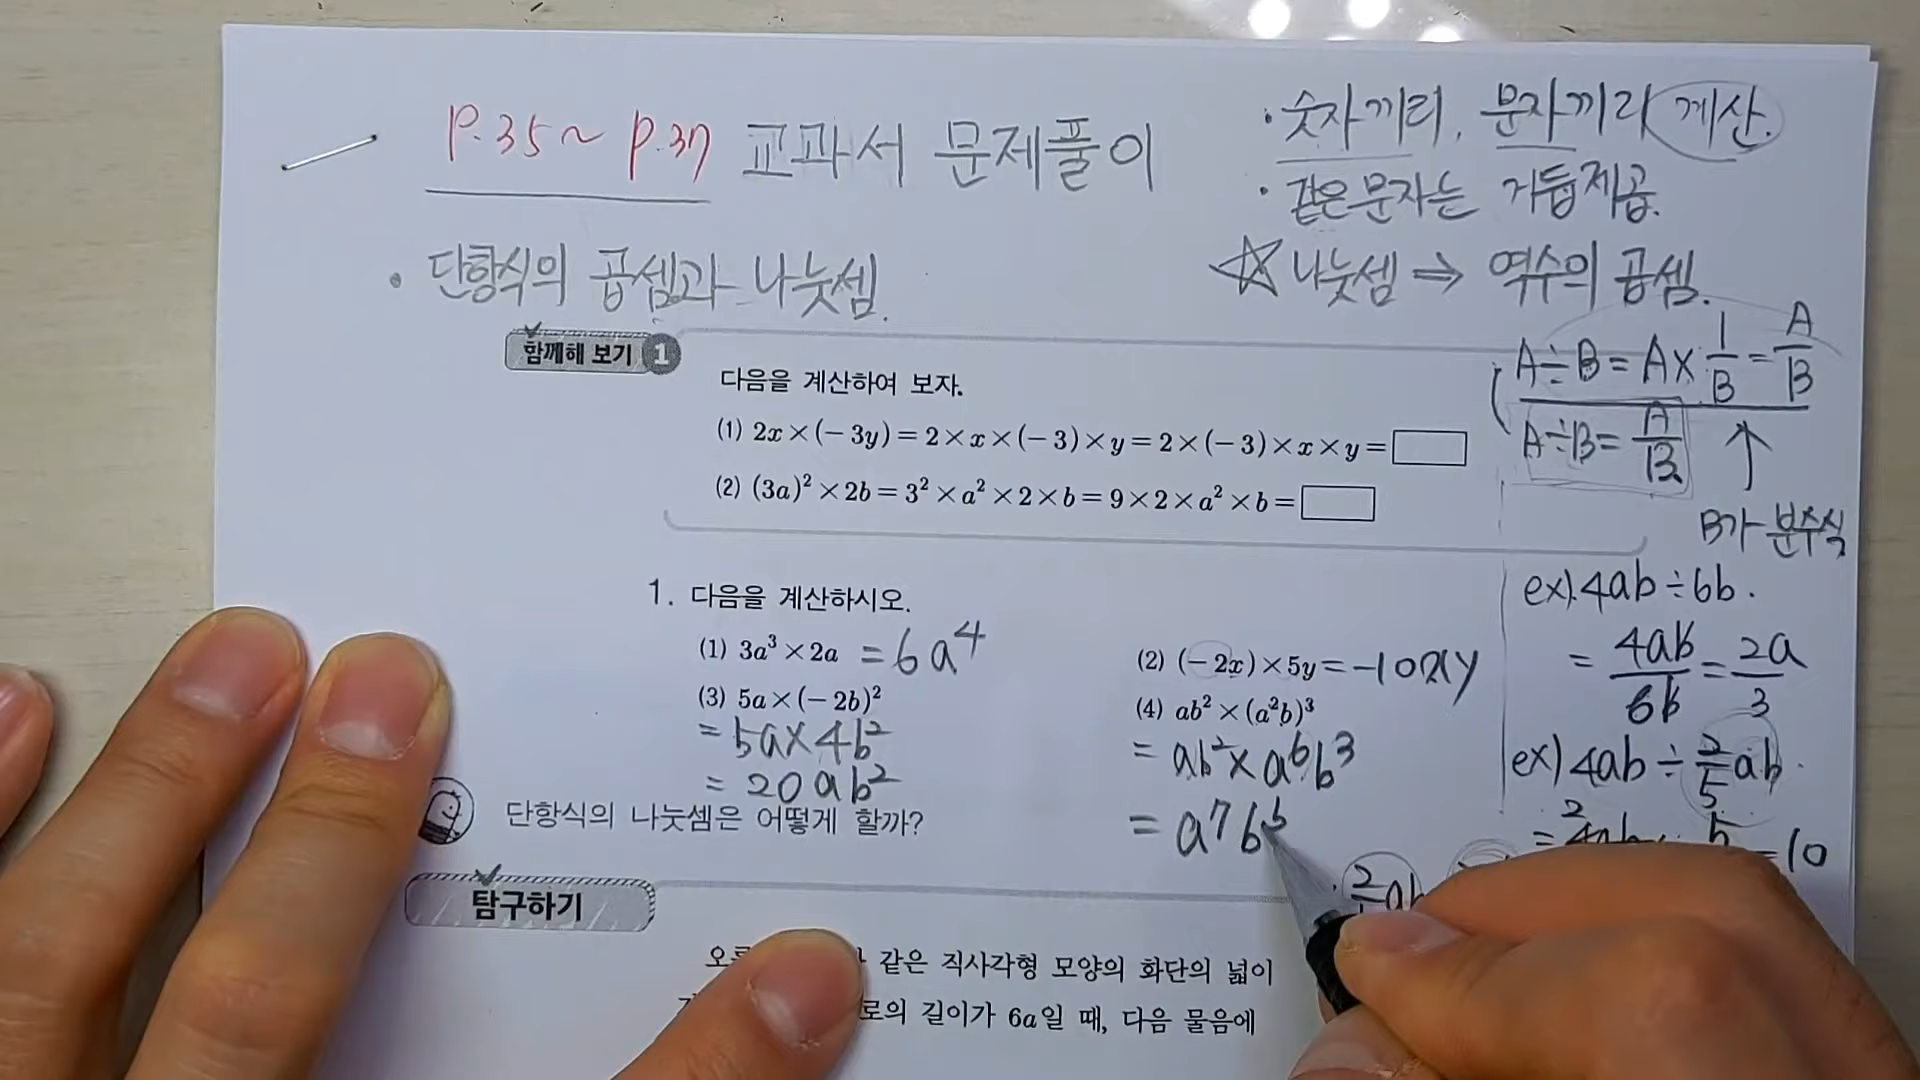 P.35 ~ P.37 교과서 문제풀이
· 단항식의 곱셈과 나눗셈.
· 숫자끼리, 문자끼리 계산.
· 같은문자는 거듭제곱.
☆ 나눗셈 ⇒ 역수의 곱셈.
A÷B = A× 1/B = A/B
A÷B = A/B
↑
B가 분수식
ex) 4ab ÷ 6b.
= 4ab/6b = 2a/3
ex) 4ab ÷ 2/5 ab.
= 10
2/ ab
함께해 보기 1
다음을 계산하여 보자.
(1) 2x×(−3y)=2×x×(−3)×y=2×(−3)×x×y=□
(2) (3a)²×2b=3²×a²×2×b=9×2×a²×b=□
1. 다음을 계산하시오.
(1) 3a³×2a = 6a⁴
(2) (−2x)×5y = −10xy
(3) 5a×(−2b)²
= 5a×4b²
= 20ab²
(4) ab²×(a²b)³
= ab²×a⁶b³
= a⁷b⁵
단항식의 나눗셈은 어떻게 할까?
탐구하기
같은 직사각형 모양의 화단의 넓이
로의 길이가 6a일 때, 다음 물음에